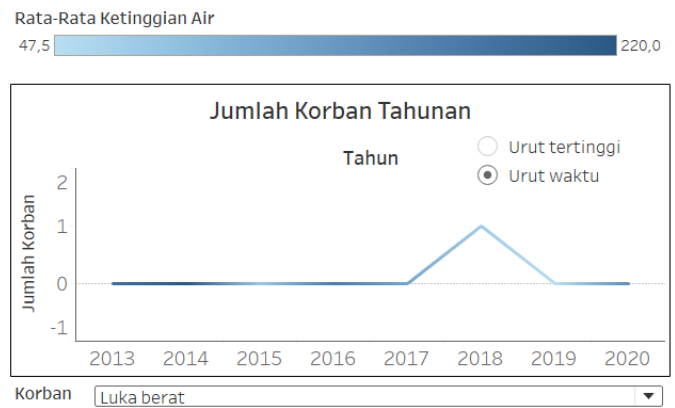 Rata-Rata Ketinggian Air
47,5 220,0
Jumlah Korban Tahunan
Tahun
Urut tertinggi
Urut waktu
Jumlah Korban
2
1
0
-1
2013 2014 2015 2016 2017 2018 2019 2020
Korban Luka berat